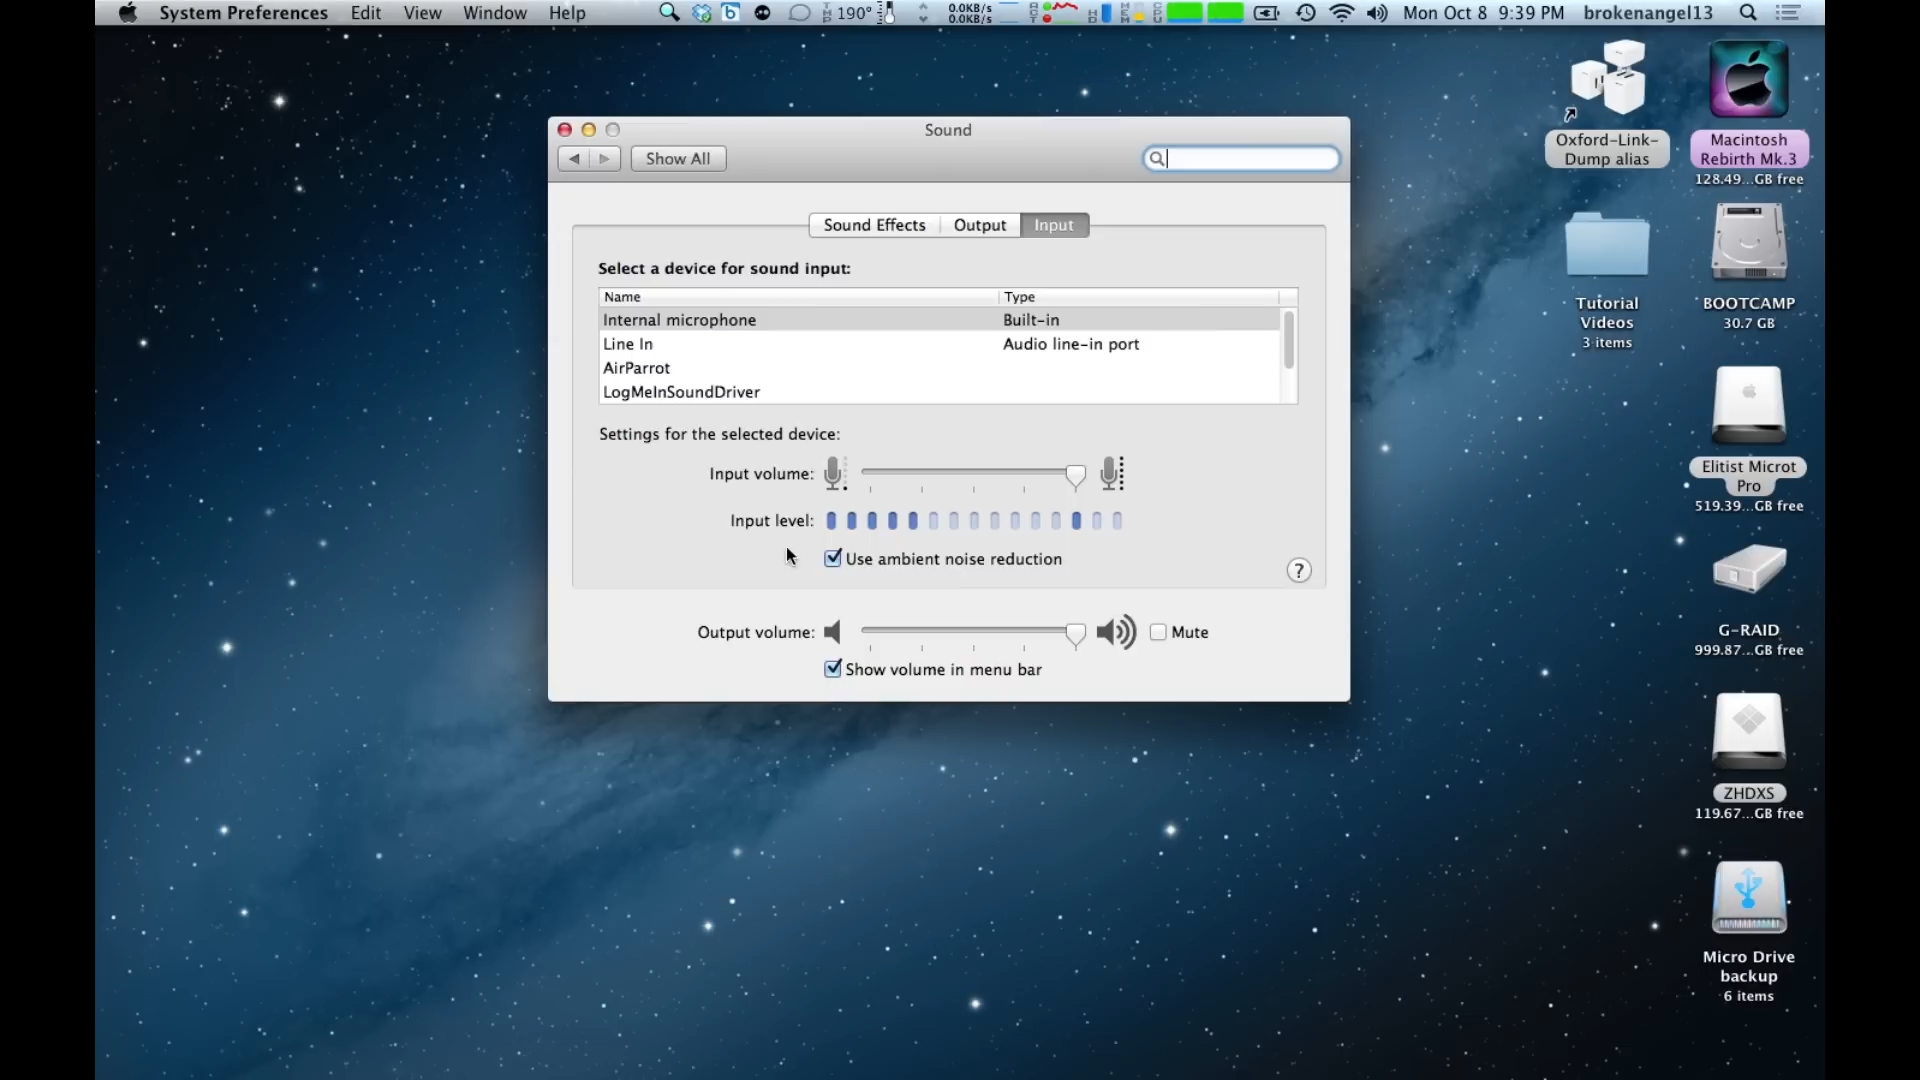 System Preferences Edit View Window Help 190° 0.0KB/s Mon Oct 8 9:39 PM brokenangel13
0.0KB/s
Sound
Show All
Sound Effects Output Input
Select a device for sound input:
Name Type
Internal microphone Built-in
Line In Audio line-in port
AirParrot
LogMeInSoundDriver
Settings for the selected device:
Input volume:
Input level:
Use ambient noise reduction
?
Output volume: Mute
Show volume in menu bar
Oxford-Link-
Dump alias
Macintosh
Rebirth Mk.3
128.49...GB free
Tutorial
Videos
3 items
BOOTCAMP
30.7 GB
Elitist Microt
Pro
519.39...GB free
G-RAID
999.87...GB free
ZHDXS
119.67...GB free
Micro Drive
backup
6 items